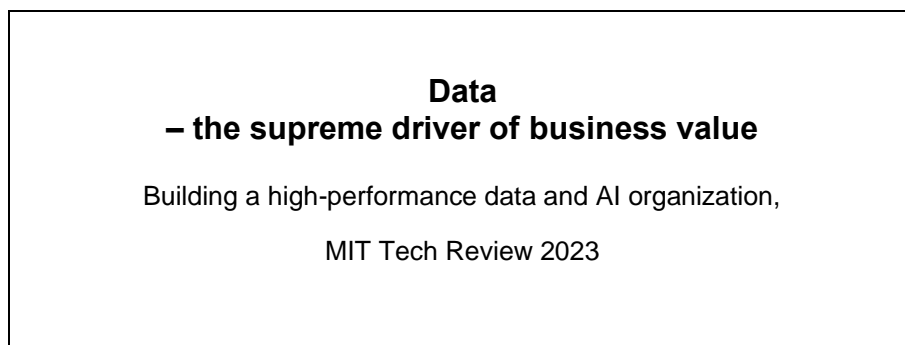 Data
– the supreme driver of business value
Building a high-performance data and AI organization,
MIT Tech Review 2023